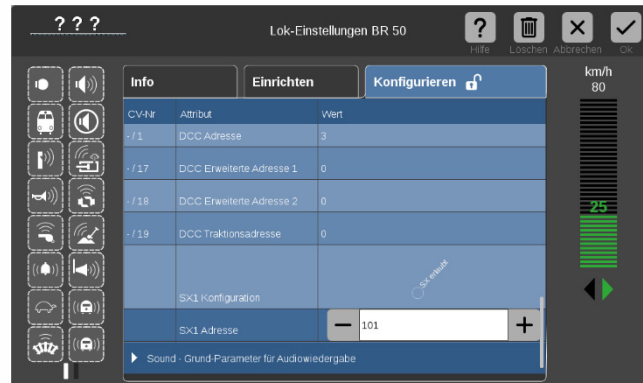 ? ? ?
Lok-Einstellungen BR 50
?
Hilfe
Löschen
Abbrechen
Ok
Info
Einrichten
Konfigurieren
km/h
80
CV-Nr
Attribut
Wert
- / 1
DCC Adresse
3
- / 17
DCC Erweiterte Adresse 1
0
- / 18
DCC Erweiterte Adresse 2
0
25
- / 19
DCC Traktionsadresse
0
SX erlaubt
SX1 Konfiguration
SX1 Adresse
101
Sound - Grund-Parameter für Audiowiedergabe